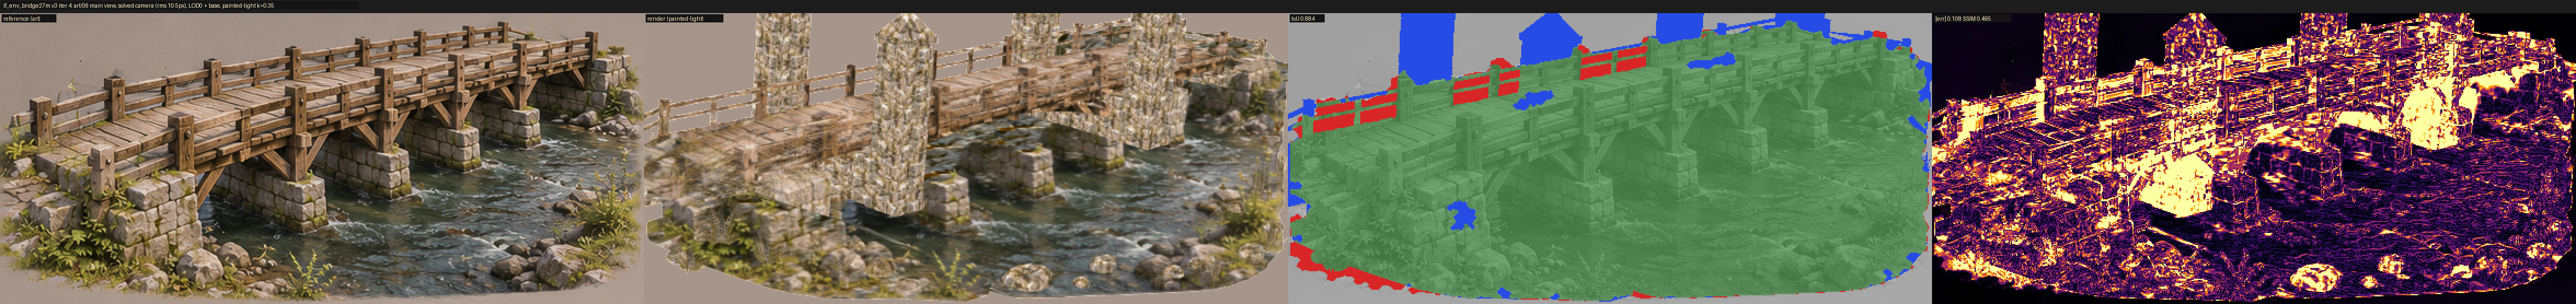 lf_env_bridge27m v3 iter 4: art/06 main view, solved camera (rms 10.5px), LOD0 + base, painted-light k=0.35
reference (art)
render (painted-light)
IoU 0.884
|err| 0.108 SSIM 0.495